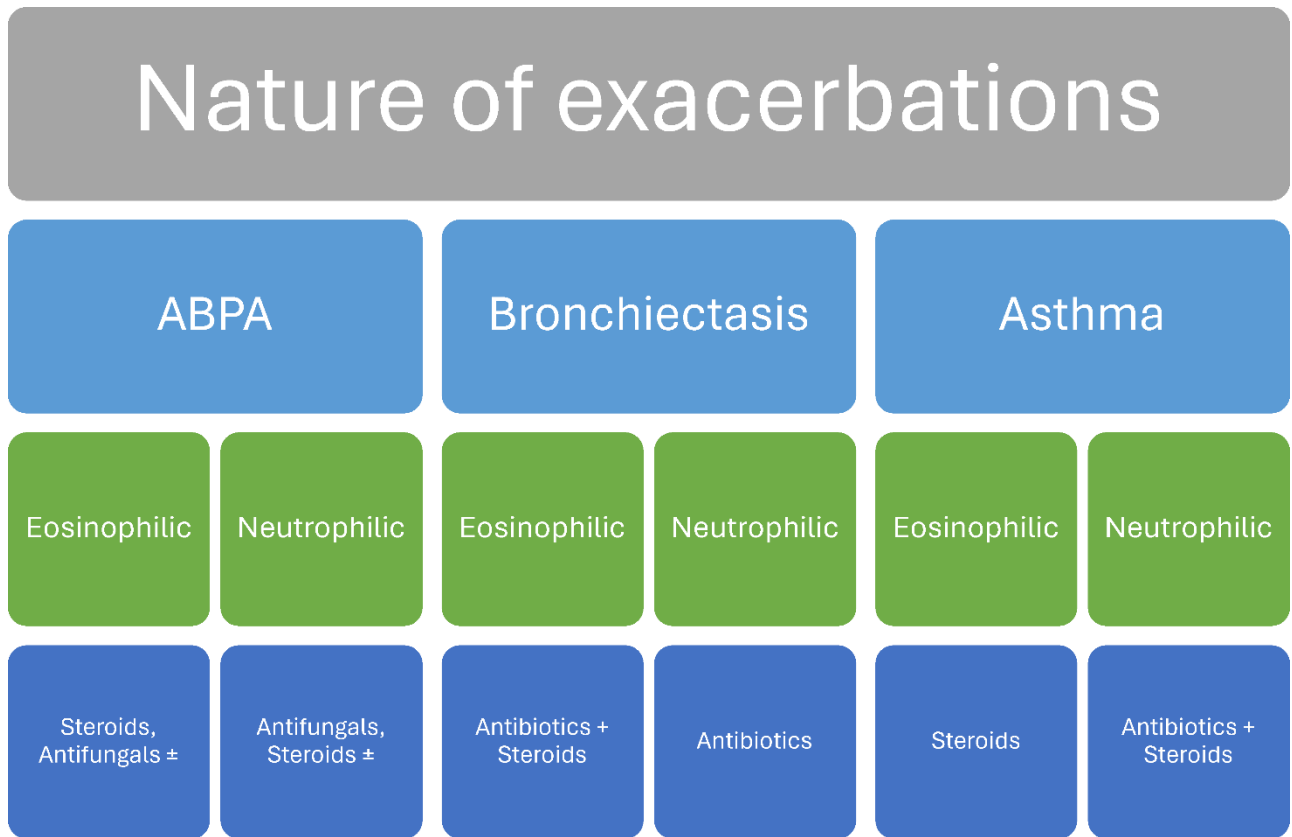 Nature of exacerbations
ABPA
Bronchiectasis
Asthma
Eosinophilic
Neutrophilic
Eosinophilic
Neutrophilic
Eosinophilic
Neutrophilic
Steroids,
Antifungals ±
Antifungals,
Steroids ±
Antibiotics +
Steroids
Antibiotics
Steroids
Antibiotics +
Steroids